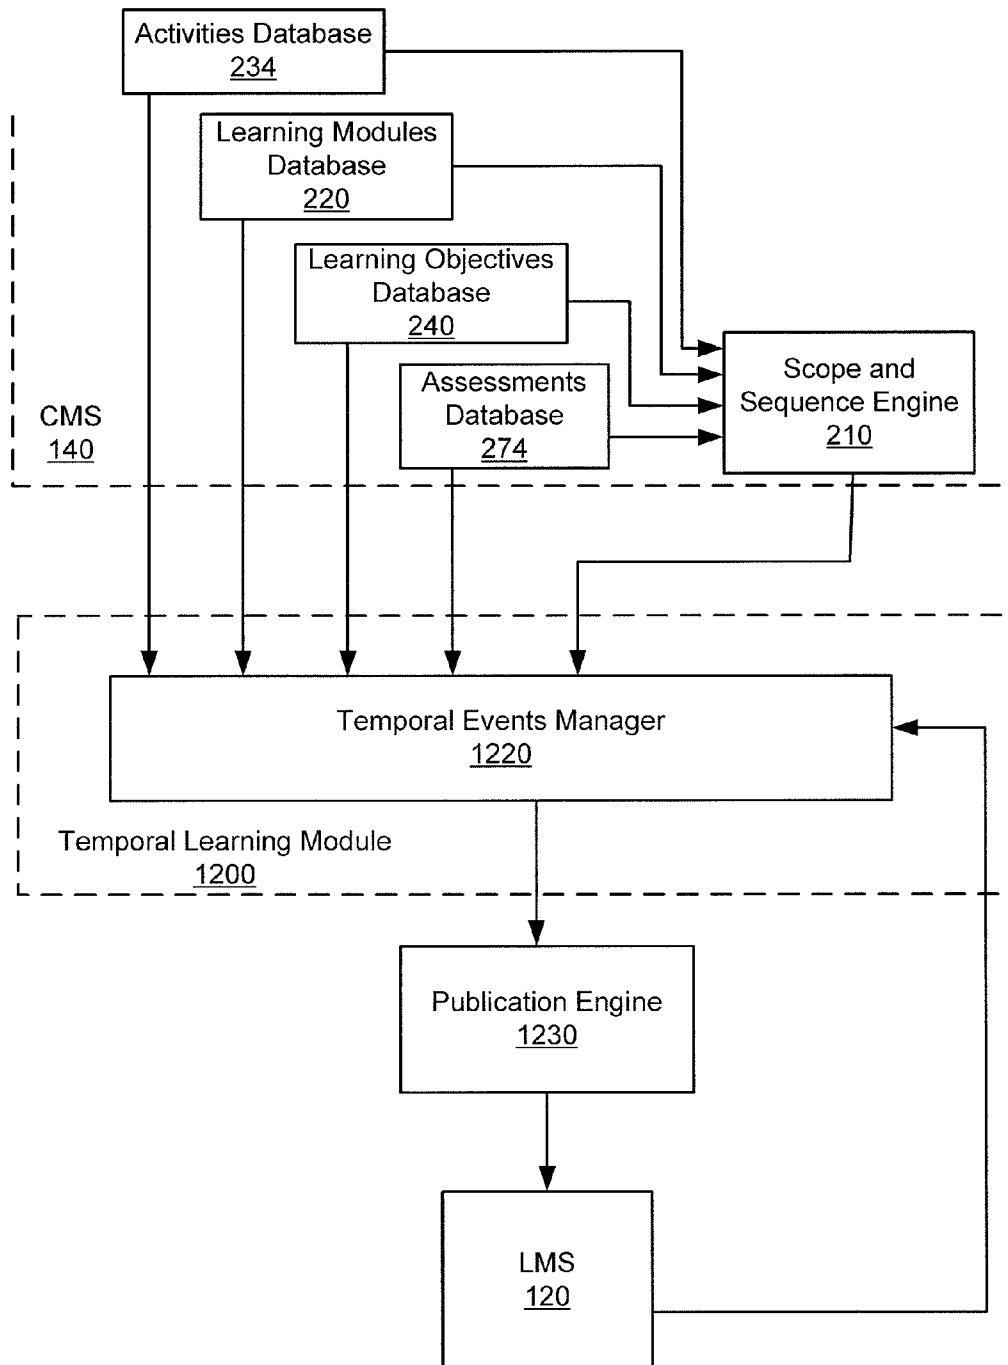 Activities Database
234
Learning Modules
Database
220
Learning Objectives
Database
240
Assessments
Database
274
Scope and
Sequence Engine
210
CMS
140
Temporal Events Manager
1220
Temporal Learning Module
1200
Publication Engine
1230
LMS
120